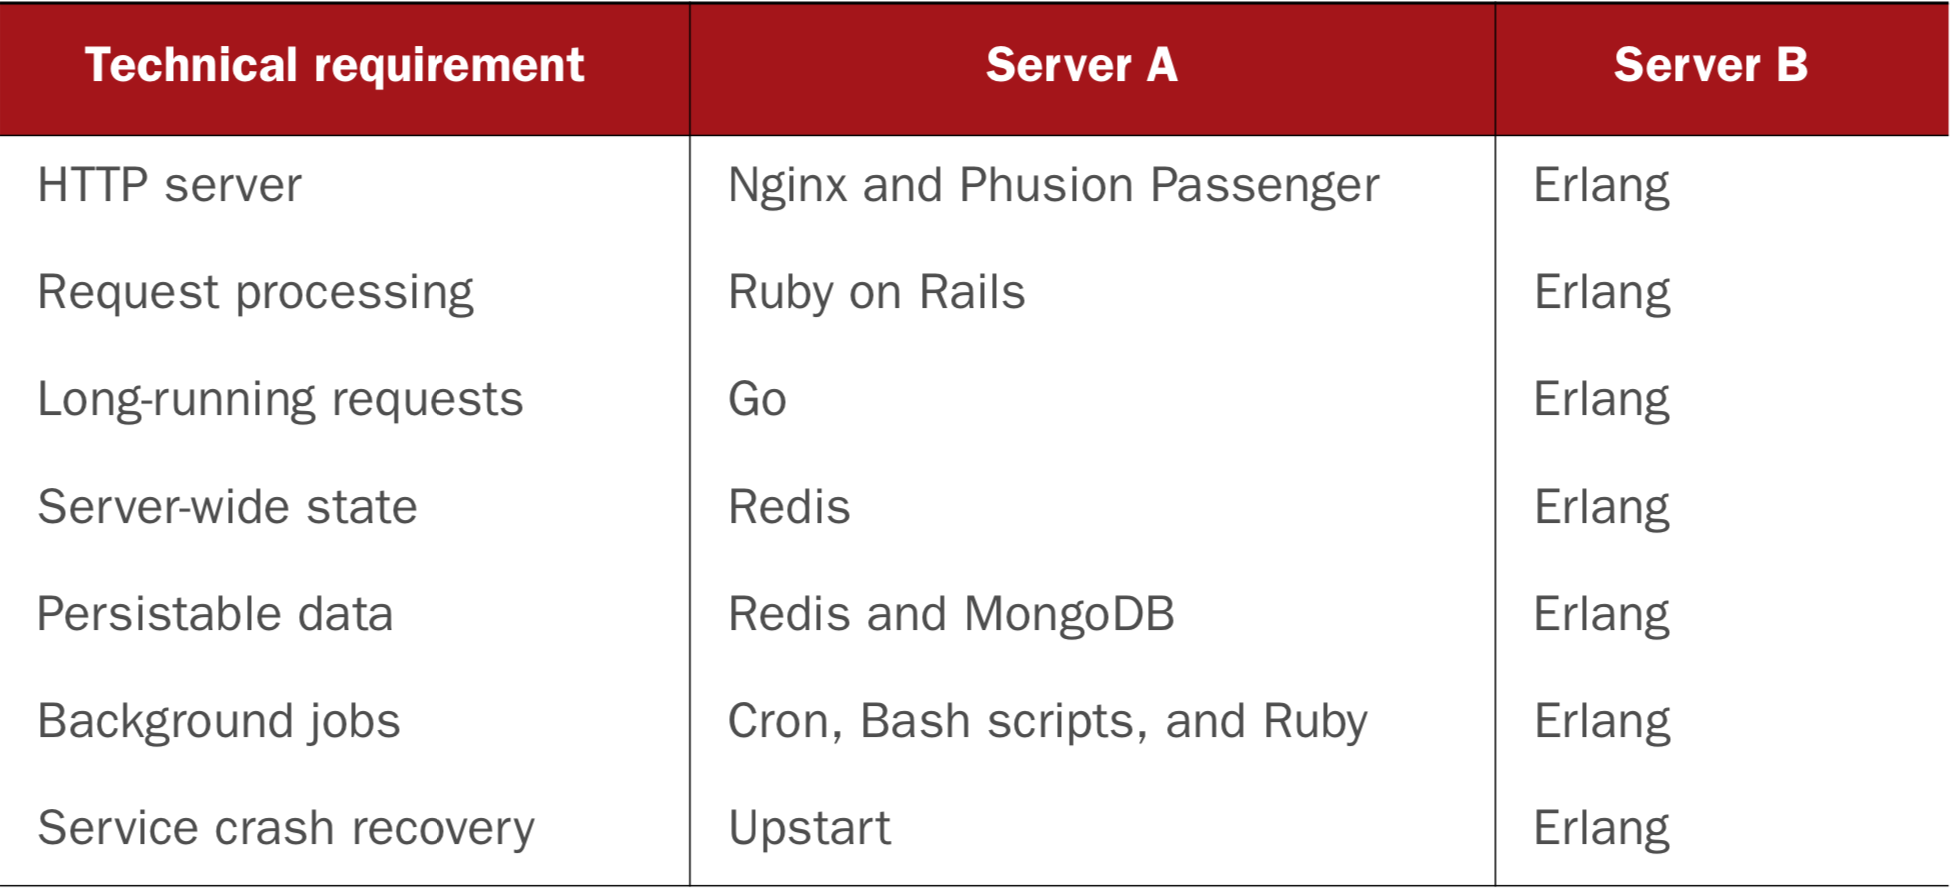 Technical requirement Server A Server B
HTTP server Nginx and Phusion Passenger Erlang
Request processing Ruby on Rails Erlang
Long-running requests Go Erlang
Server-wide state Redis Erlang
Persistable data Redis and MongoDB Erlang
Background jobs Cron, Bash scripts, and Ruby Erlang
Service crash recovery Upstart Erlang